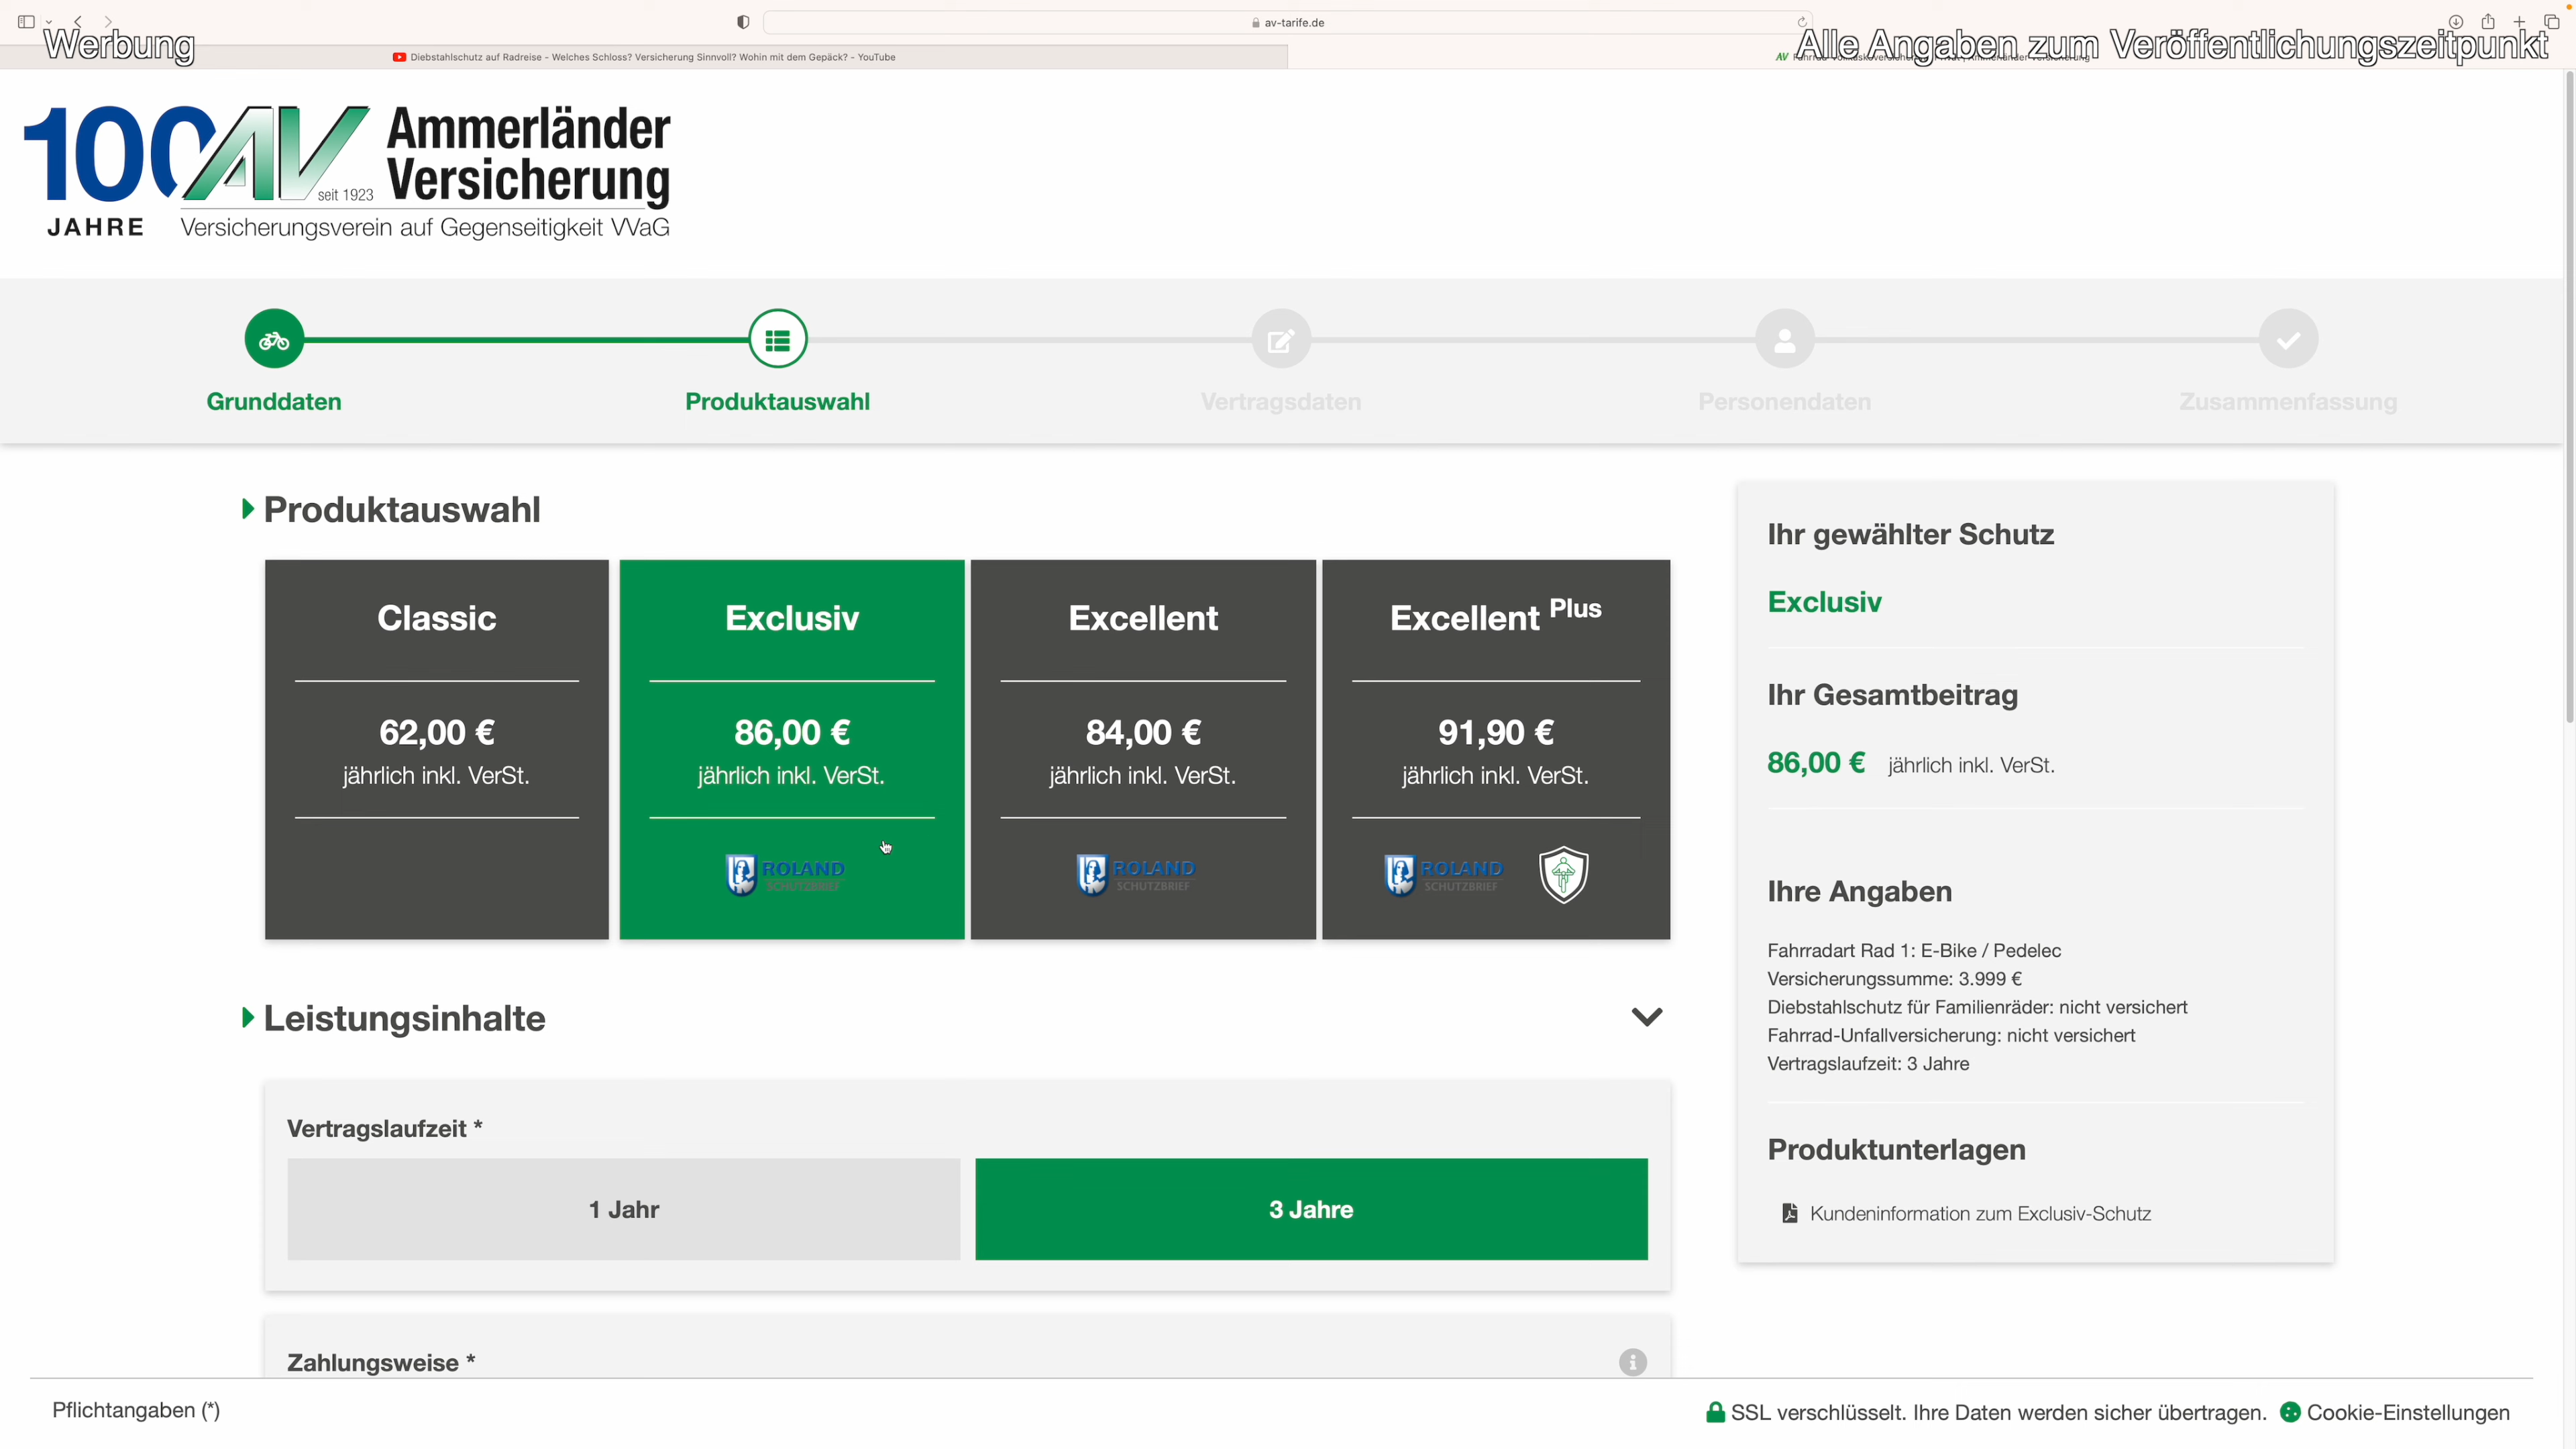 av-tarife.de
Werbung
Alle Angaben zum Veröffentlichungszeitpunkt
Diebstahlschutz auf Radreise - Welches Schloss? Versicherung Sinnvoll? Wohin mit dem Gepäck? - YouTube
100 AV Ammerländer
seit 1923 Versicherung
JAHRE Versicherungsverein auf Gegenseitigkeit VVaG
Grunddaten
Produktauswahl
Vertragsdaten
Personendaten
Zusammenfassung
Produktauswahl
Classic
62,00 €
jährlich inkl. VerSt.
Exclusiv
86,00 €
jährlich inkl. VerSt.
ROLAND
SCHUTZBRIEF
Excellent
84,00 €
jährlich inkl. VerSt.
ROLAND
SCHUTZBRIEF
Excellent Plus
91,90 €
jährlich inkl. VerSt.
ROLAND
SCHUTZBRIEF
Leistungsinhalte
Vertragslaufzeit *
1 Jahr
3 Jahre
Zahlungsweise *
Ihr gewählter Schutz
Exclusiv
Ihr Gesamtbeitrag
86,00 € jährlich inkl. VerSt.
Ihre Angaben
Fahrradart Rad 1: E-Bike / Pedelec
Versicherungssumme: 3.999 €
Diebstahlschutz für Familienräder: nicht versichert
Fahrrad-Unfallversicherung: nicht versichert
Vertragslaufzeit: 3 Jahre
Produktunterlagen
Kundeninformation zum Exclusiv-Schutz
Pflichtangaben (*)
SSL verschlüsselt. Ihre Daten werden sicher übertragen.
Cookie-Einstellungen